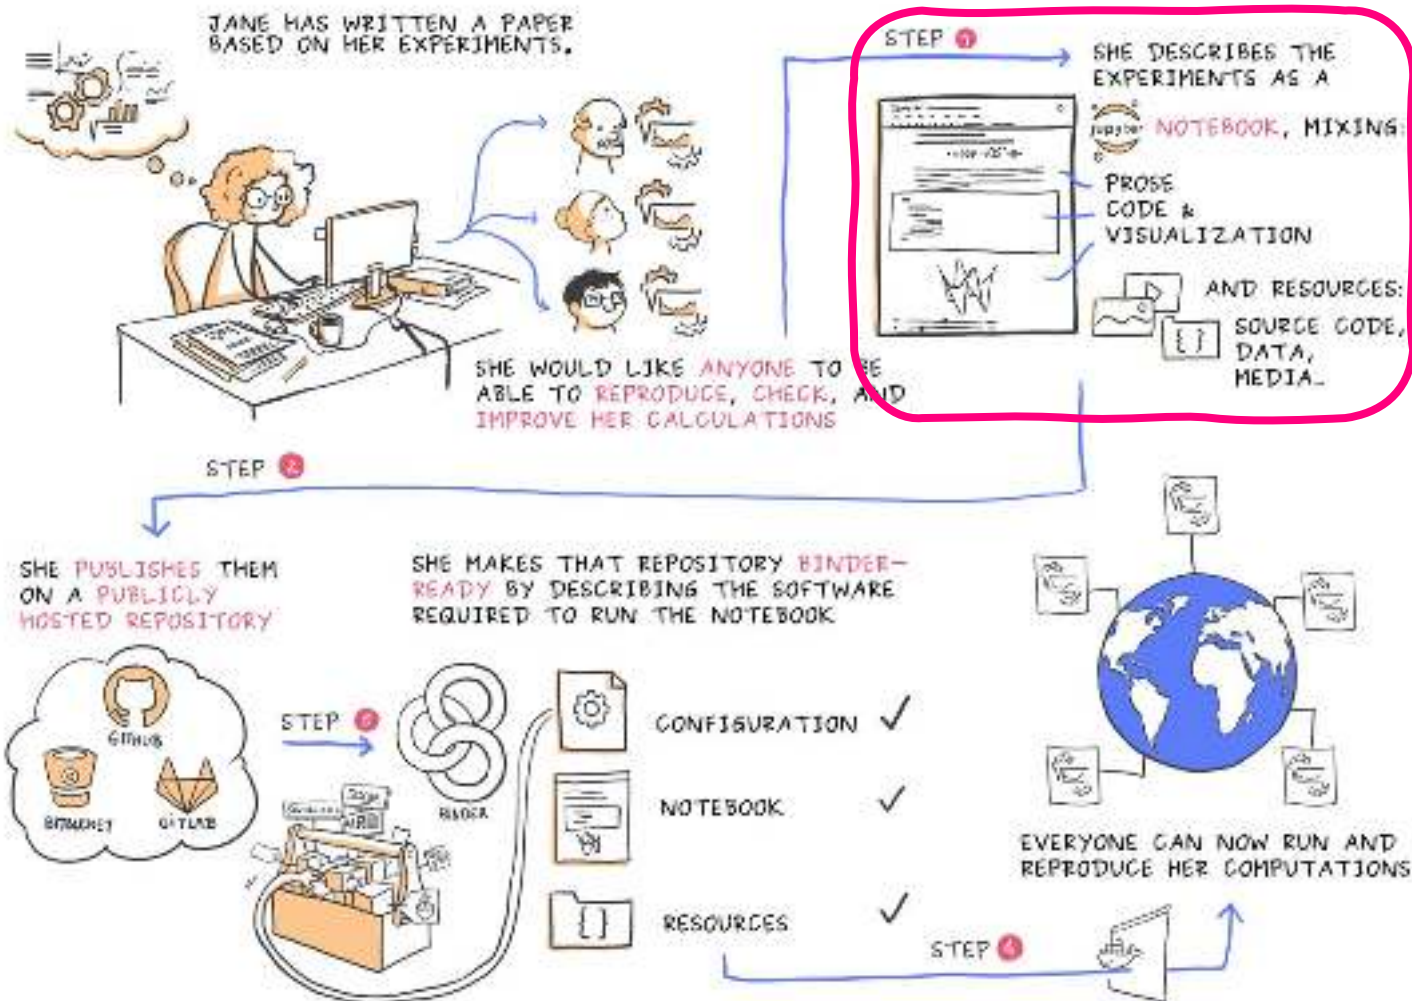 JANE HAS WRITTEN A PAPER
BASED ON HER EXPERIMENTS.
SHE WOULD LIKE ANYONE TO BE
ABLE TO REPRODUCE, CHECK, AND
IMPROVE HER CALCULATIONS
STEP 1
SHE DESCRIBES THE
EXPERIMENTS AS A
jupyter NOTEBOOK, MIXING:
PROSE
CODE &
VISUALIZATION
AND RESOURCES:
SOURCE CODE,
DATA,
MEDIA...
STEP 2
SHE PUBLISHES THEM
ON A PUBLICLY
HOSTED REPOSITORY
GITHUB
BITBUCKET
GITLAB
STEP 3
SHE MAKES THAT REPOSITORY BINDER-
READY BY DESCRIBING THE SOFTWARE
REQUIRED TO RUN THE NOTEBOOK
BINDER
CONFIGURATION
NOTEBOOK
RESOURCES
STEP 4
EVERYONE CAN NOW RUN AND
REPRODUCE HER COMPUTATIONS